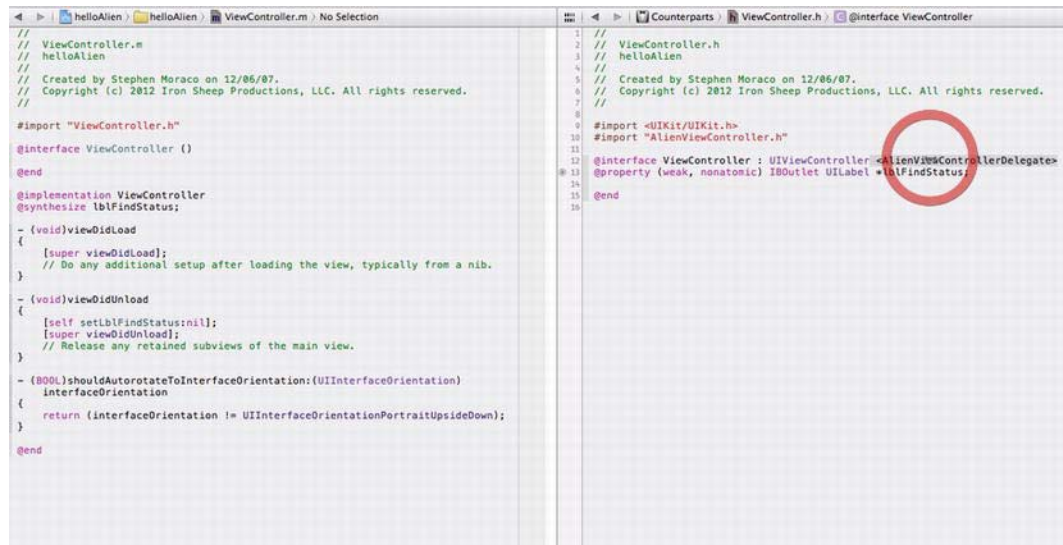 helloAlien 〉 helloAlien 〉 ViewController.m 〉 No Selection
//
//  ViewController.m
//  helloAlien
//
//  Created by Stephen Moraco on 12/06/07.
//  Copyright (c) 2012 Iron Sheep Productions, LLC. All rights reserved.
//
#import "ViewController.h"
@interface ViewController ()
@end
@implementation ViewController
@synthesize lblFindStatus;
- (void)viewDidLoad
{
    [super viewDidLoad];
    // Do any additional setup after loading the view, typically from a nib.
}
- (void)viewDidUnload
{
    [self setLblFindStatus:nil];
    [super viewDidUnload];
    // Release any retained subviews of the main view.
}
- (BOOL)shouldAutorotateToInterfaceOrientation:(UIInterfaceOrientation)
    interfaceOrientation
{
    return (interfaceOrientation != UIInterfaceOrientationPortraitUpsideDown);
}
@end
Counterparts 〉 ViewController.h 〉 @interface ViewController
1 //
2 //  ViewController.h
3 //  helloAlien
4 //
5 //  Created by Stephen Moraco on 12/06/07.
6 //  Copyright (c) 2012 Iron Sheep Productions, LLC. All rights reserved.
7 //
8
9 #import <UIKit/UIKit.h>
10 #import "AlienViewController.h"
11
12 @interface ViewController : UIViewController <AlienViewControllerDelegate>
13 @property (weak, nonatomic) IBOutlet UILabel *lblFindStatus;
14
15 @end
16